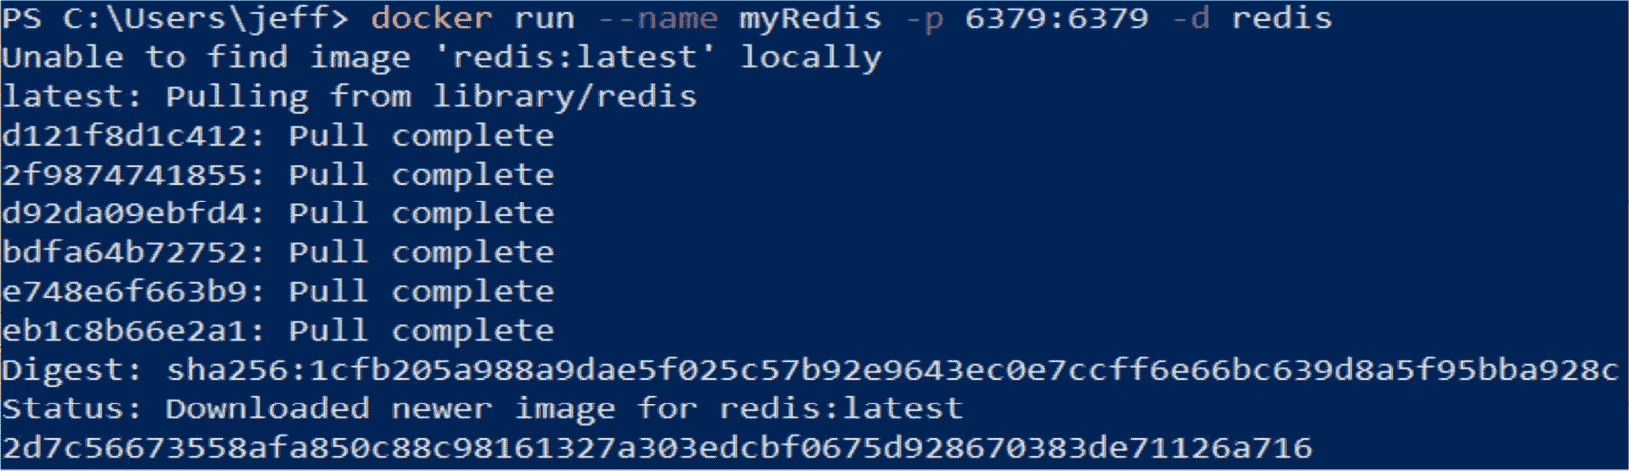 PS C:\Users\jeff> docker run --name myRedis -p 6379:6379 -d redis
Unable to find image 'redis:latest' locally
latest: Pulling from library/redis
d121f8d1c412: Pull complete
2f9874741855: Pull complete
d92da09ebfd4: Pull complete
bdfa64b72752: Pull complete
e748e6f663b9: Pull complete
eb1c8b66e2a1: Pull complete
Digest: sha256:1cfb205a988a9dae5f025c57b92e9643ec0e7ccff6e66bc639d8a5f95bba928c
Status: Downloaded newer image for redis:latest
2d7c56673558afa850c88c98161327a303edcbf0675d928670383de71126a716